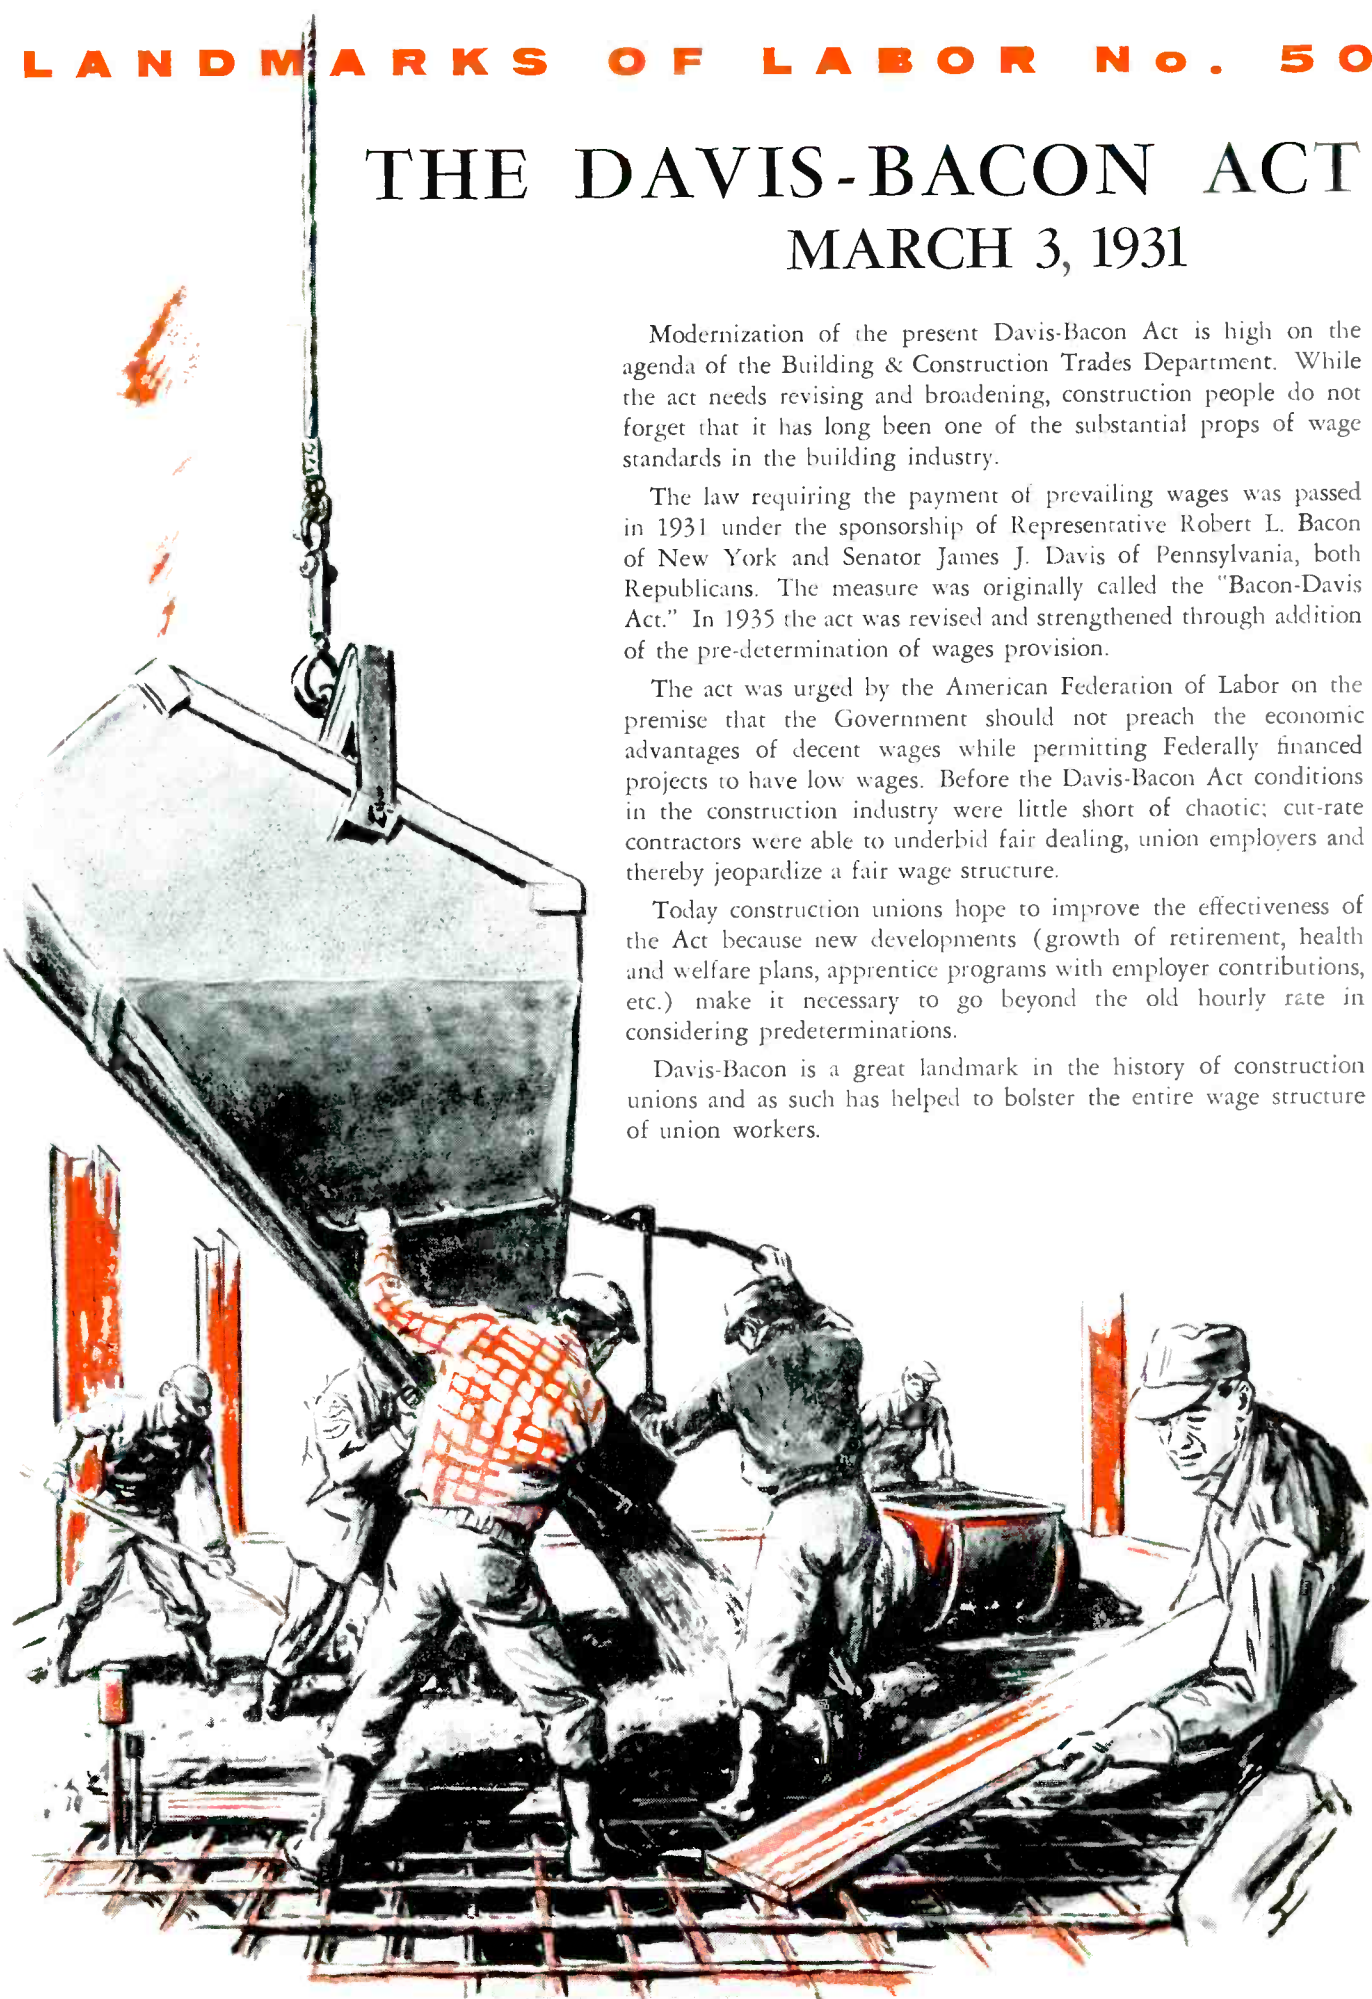 LANDMARKS OF LABOR No. 50
THE DAVIS-BACON ACT
MARCH 3, 1931
Modernization of the present Davis-Bacon Act is high on the
agenda of the Building & Construction Trades Department. While
the act needs revising and broadening, construction people do not
forget that it has long been one of the substantial props of wage
standards in the building industry.
The law requiring the payment of prevailing wages was passed
in 1931 under the sponsorship of Representative Robert L. Bacon
of New York and Senator James J. Davis of Pennsylvania, both
Republicans. The measure was originally called the "Bacon-Davis
Act." In 1935 the act was revised and strengthened through addition
of the pre-determination of wages provision.
The act was urged by the American Federation of Labor on the
premise that the Government should not preach the economic
advantages of decent wages while permitting Federally financed
projects to have low wages. Before the Davis-Bacon Act conditions
in the construction industry were little short of chaotic; cut-rate
contractors were able to underbid fair dealing, union employers and
thereby jeopardize a fair wage structure.
Today construction unions hope to improve the effectiveness of
the Act because new developments (growth of retirement, health
and welfare plans, apprentice programs with employer contributions,
etc.) make it necessary to go beyond the old hourly rate in
considering predeterminations.
Davis-Bacon is a great landmark in the history of construction
unions and as such has helped to bolster the entire wage structure
of union workers.